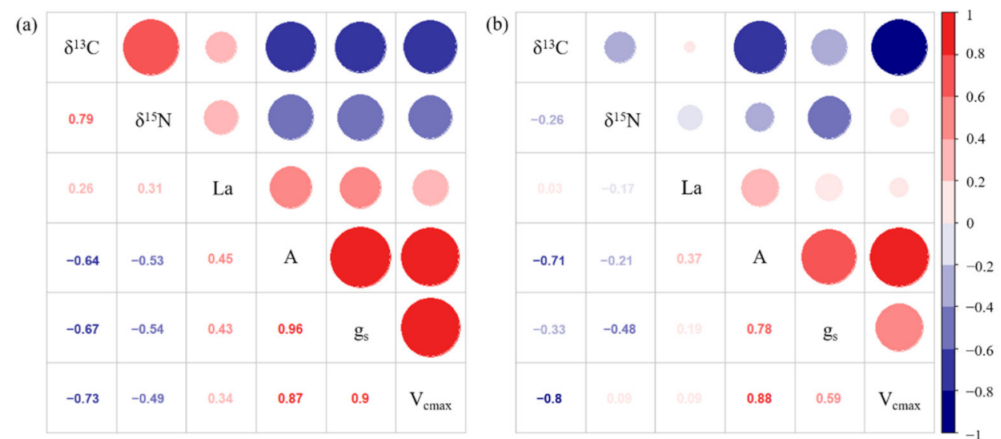 (a)
δ¹³C
0.79 δ¹⁵N
0.26 0.31 La
−0.64 −0.53 0.45 A
−0.67 −0.54 0.43 0.96 gₛ
−0.73 −0.49 0.34 0.87 0.9 Vcmax
(b)
δ¹³C
−0.26 δ¹⁵N
0.03 −0.17 La
−0.71 −0.21 0.37 A
−0.33 −0.48 0.19 0.78 gₛ
−0.8 0.09 0.09 0.88 0.59 Vcmax
1
0.8
0.6
0.4
0.2
0
−0.2
−0.4
−0.6
−0.8
−1